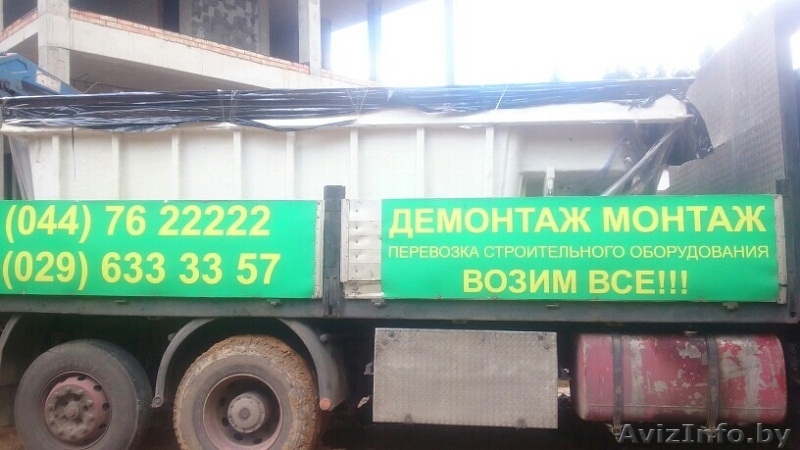 (044) 76 22222
(029) 633 33 57
ДЕМОНТАЖ МОНТАЖ
ПЕРЕВОЗКА СТРОИТЕЛЬНОГО ОБОРУДОВАНИЯ
ВОЗИМ ВСЕ!!!
AvizInfo.by